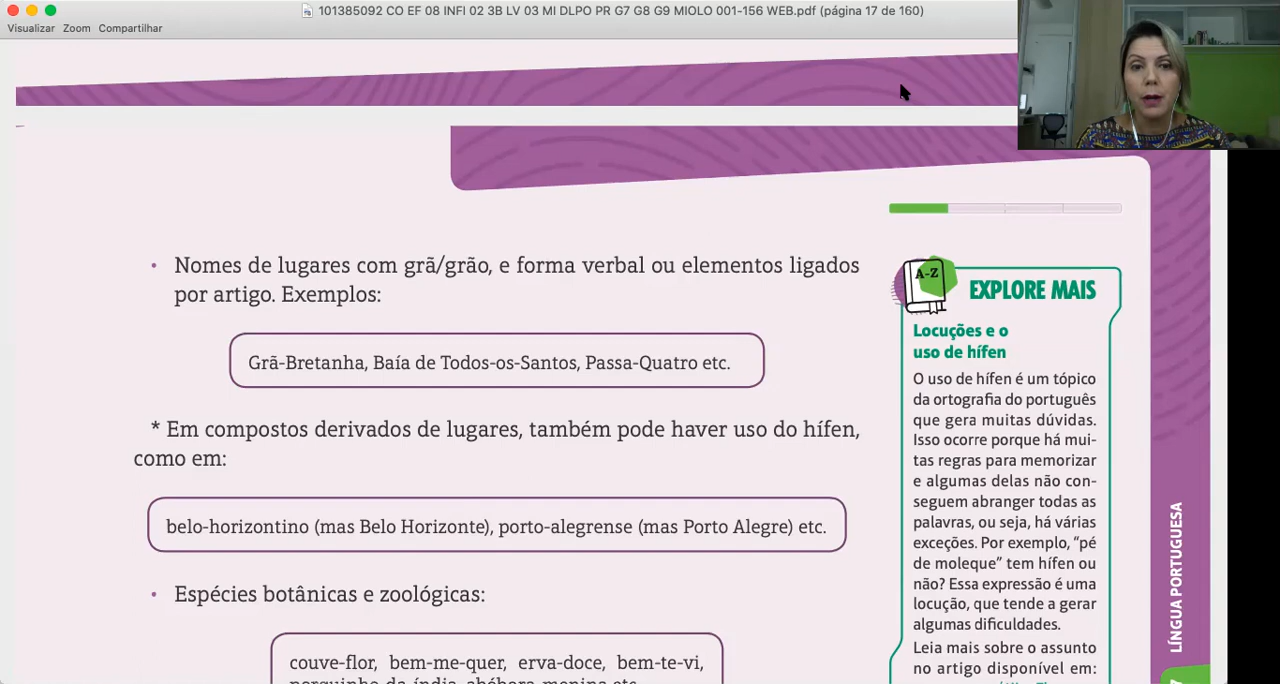 101385092 CO EF 08 INFI 02 3B LV 03 MI DLPO PR G7 G8 G9 MIOLO 001-156 WEB.pdf (página 17 de 160)
Visualizar Zoom Compartilhar
• Nomes de lugares com grã/grão, e forma verbal ou elementos ligados
por artigo. Exemplos:
Grã-Bretanha, Baía de Todos-os-Santos, Passa-Quatro etc.
* Em compostos derivados de lugares, também pode haver uso do hífen,
como em:
belo-horizontino (mas Belo Horizonte), porto-alegrense (mas Porto Alegre) etc.
• Espécies botânicas e zoológicas:
couve-flor, bem-me-quer, erva-doce, bem-te-vi,
porquinho-da-índia, abóbora-menina etc.
A-Z
EXPLORE MAIS
Locuções e o
uso de hífen
O uso de hífen é um tópico
da ortografia do português
que gera muitas dúvidas.
Isso ocorre porque há mui-
tas regras para memorizar
e algumas delas não con-
seguem abranger todas as
palavras, ou seja, há várias
exceções. Por exemplo, “pé
de moleque” tem hífen ou
não? Essa expressão é uma
locução, que tende a gerar
algumas dificuldades.
Leia mais sobre o assunto
no artigo disponível em:
LÍNGUA PORTUGUESA